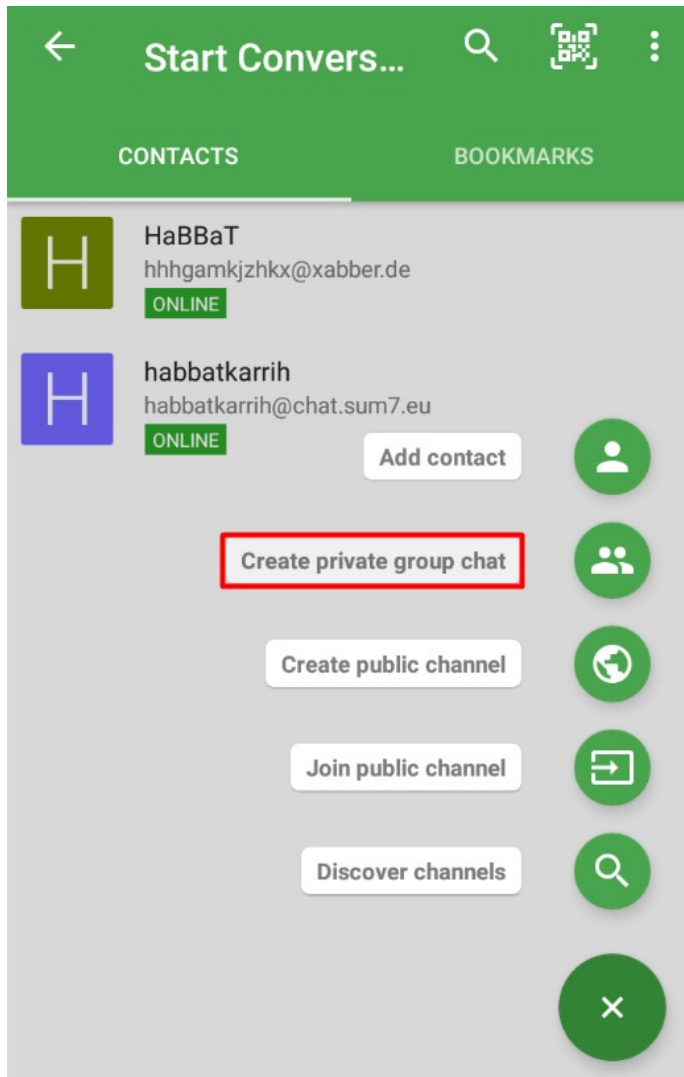 Start Convers...
CONTACTS BOOKMARKS
H
HaBBaT
hhhgamkjzhkx@xabber.de
ONLINE
H
habbatkarrih
habbatkarrih@chat.sum7.eu
ONLINE
Add contact
Create private group chat
Create public channel
Join public channel
Discover channels